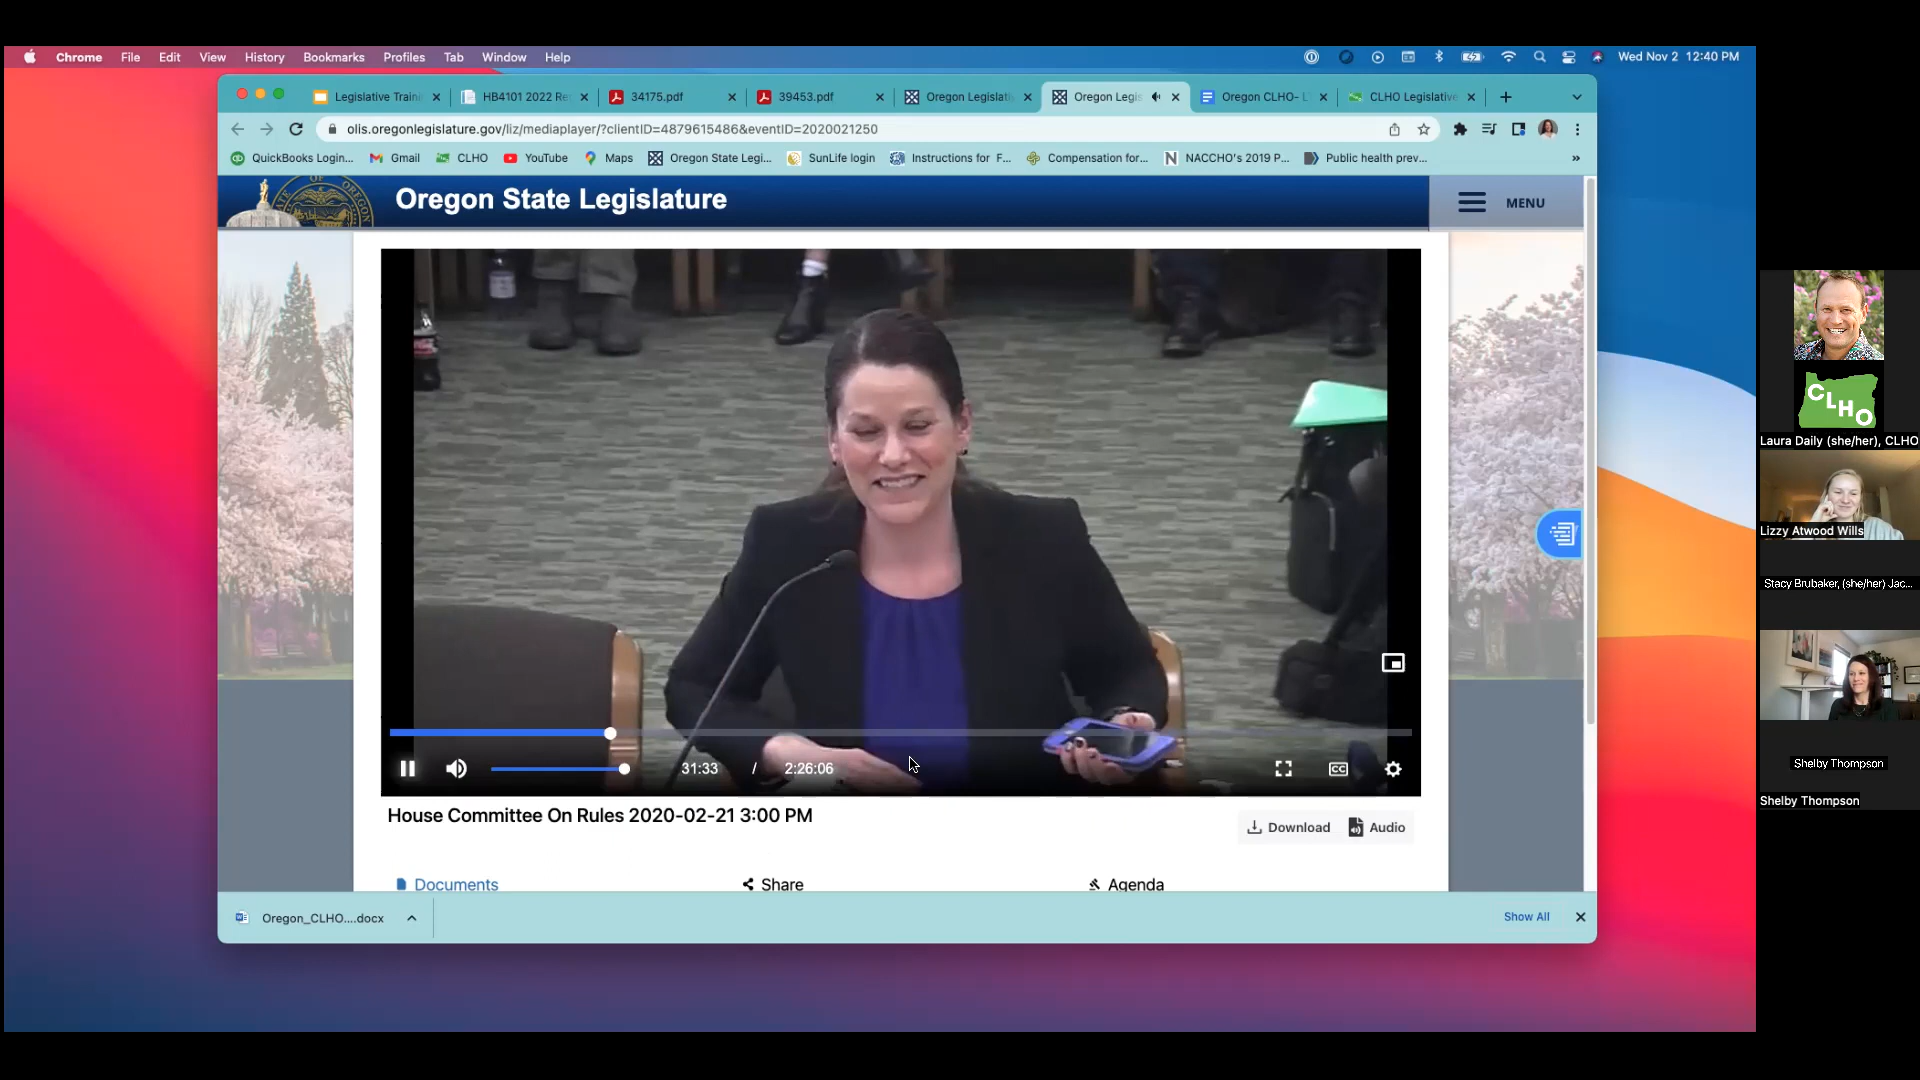 Chrome File Edit View History Bookmarks Profiles Tab Window Help Wed Nov 2 12:40 PM
Legislative Traini HB4101 2022 Re 34175.pdf 39453.pdf Oregon Legislati Oregon Legis Oregon CLHO- L CLHO Legislative
olis.oregonlegislature.gov/liz/mediaplayer/?clientID=4879615486&eventID=2020021250
QuickBooks Login... Gmail CLHO YouTube Maps Oregon State Legi... SunLife login Instructions for F... Compensation for... NACCHO's 2019 P... Public health prev... »
Oregon State Legislature
MENU
31:33 / 2:26:06
CC
House Committee On Rules 2020-02-21 3:00 PM
Download Audio
Documents Share Agenda
Oregon_CLHO....docx Show All
CLHO
Laura Daily (she/her), CLHO
Lizzy Atwood Wills
Stacy Brubaker, (she/her) Jac...
Shelby Thompson
Shelby Thompson